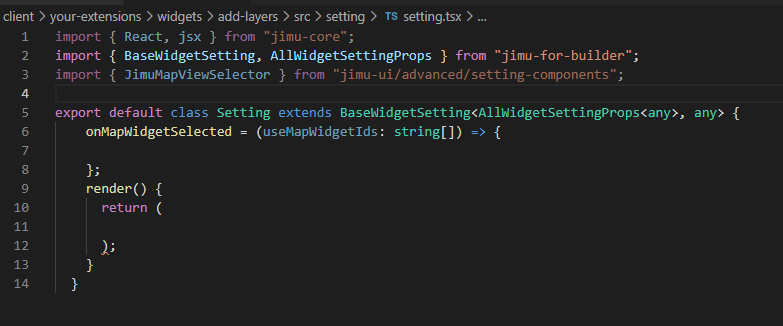 client > your-extensions > widgets > add-layers > src > setting > TS setting.tsx > ...
1 import { React, jsx } from "jimu-core";
2 import { BaseWidgetSetting, AllWidgetSettingProps } from "jimu-for-builder";
3 import { JimuMapViewSelector } from "jimu-ui/advanced/setting-components";
4
5 export default class Setting extends BaseWidgetSetting<AllWidgetSettingProps<any>, any> {
6 onMapWidgetSelected = (useMapWidgetIds: string[]) => {
7
8 };
9 render() {
10 return (
11
12 );
13 }
14 }